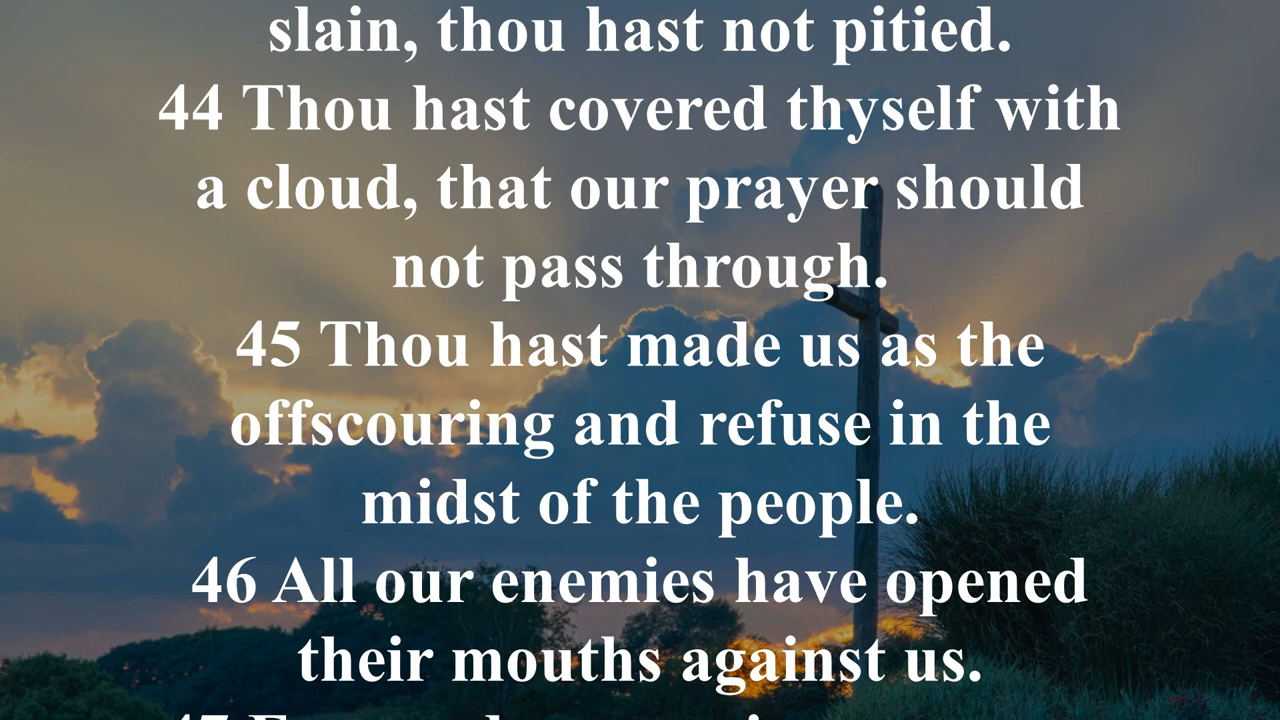 slain, thou hast not pitied.
44 Thou hast covered thyself with
a cloud, that our prayer should
not pass through.
45 Thou hast made us as the
offscouring and refuse in the
midst of the people.
46 All our enemies have opened
their mouths against us.